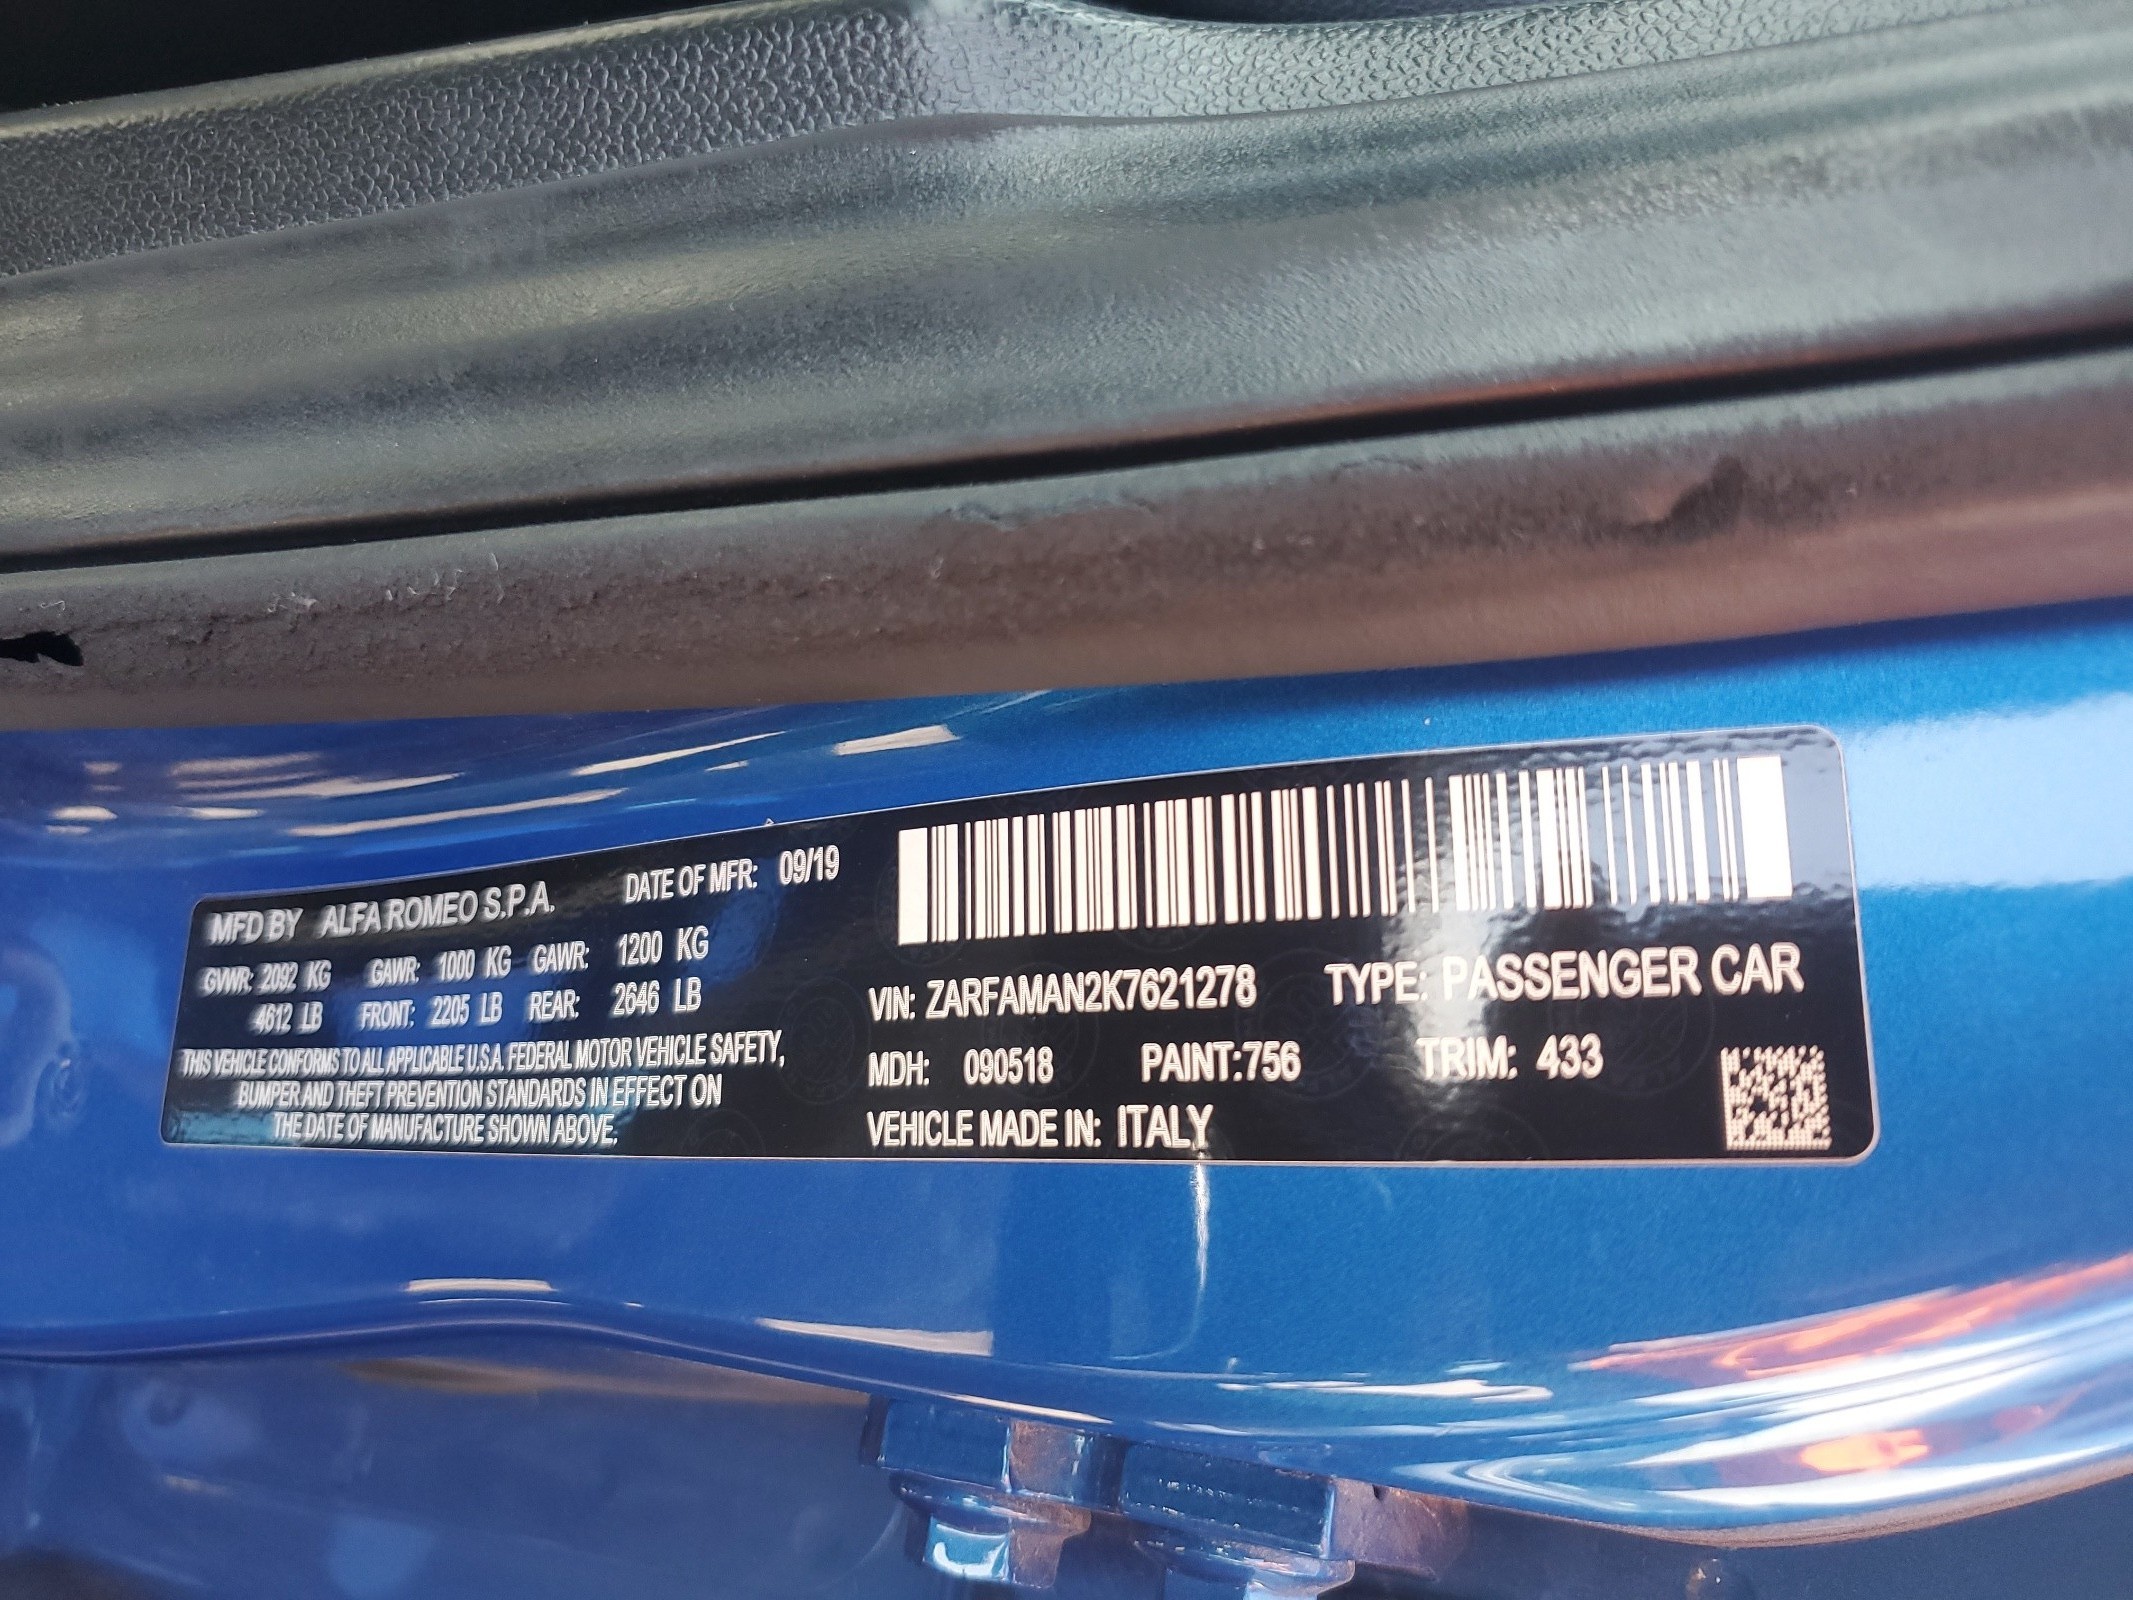 MFD BY ALFA ROMEO S.P.A. DATE OF MFR: 09/19
GVWR: 2092 KG GAWR: 1000 KG GAWR: 1200 KG
4612 LB FRONT: 2205 LB REAR: 2646 LB
THIS VEHICLE CONFORMS TO ALL APPLICABLE U.S.A. FEDERAL MOTOR VEHICLE SAFETY,
BUMPER AND THEFT PREVENTION STANDARDS IN EFFECT ON
THE DATE OF MANUFACTURE SHOWN ABOVE.
VIN: ZARFAMAN2K7621278 TYPE: PASSENGER CAR
MDH: 090518 PAINT:756 TRIM: 433
VEHICLE MADE IN: ITALY